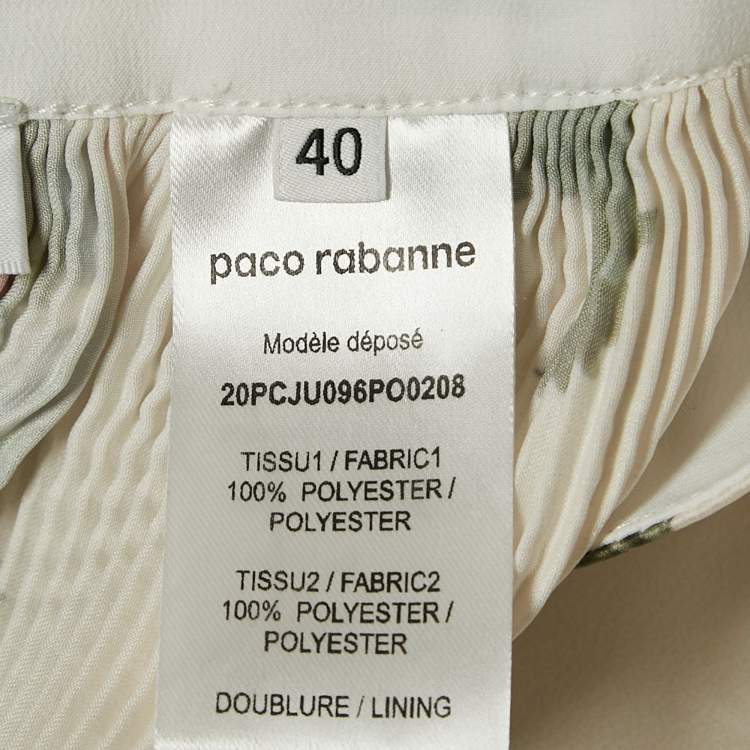 40
paco rabanne
Modèle déposé
20PCJU096PO0208
TISSU1 / FABRIC1
100% POLYESTER /
POLYESTER
TISSU2 / FABRIC2
100% POLYESTER /
POLYESTER
DOUBLURE / LINING